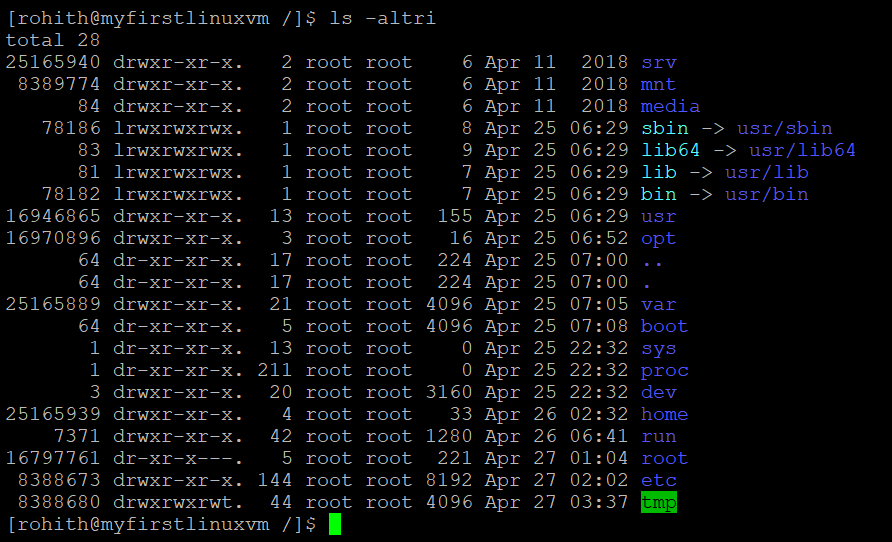 [rohith@myfirstlinuxvm /]$ ls -altri
total 28
25165940 drwxr-xr-x.   2 root root    6 Apr 11  2018 srv
 8389774 drwxr-xr-x.   2 root root    6 Apr 11  2018 mnt
      84 drwxr-xr-x.   2 root root    6 Apr 11  2018 media
   78186 lrwxrwxrwx.   1 root root    8 Apr 25 06:29 sbin -> usr/sbin
      83 lrwxrwxrwx.   1 root root    9 Apr 25 06:29 lib64 -> usr/lib64
      81 lrwxrwxrwx.   1 root root    7 Apr 25 06:29 lib -> usr/lib
   78182 lrwxrwxrwx.   1 root root    7 Apr 25 06:29 bin -> usr/bin
16946865 drwxr-xr-x.  13 root root  155 Apr 25 06:29 usr
16970896 drwxr-xr-x.   3 root root   16 Apr 25 06:52 opt
      64 dr-xr-xr-x.  17 root root  224 Apr 25 07:00 ..
      64 dr-xr-xr-x.  17 root root  224 Apr 25 07:00 .
25165889 drwxr-xr-x.  21 root root 4096 Apr 25 07:05 var
      64 dr-xr-xr-x.   5 root root 4096 Apr 25 07:08 boot
       1 dr-xr-xr-x.  13 root root    0 Apr 25 22:32 sys
       1 dr-xr-xr-x. 211 root root    0 Apr 25 22:32 proc
       3 drwxr-xr-x.  20 root root 3160 Apr 25 22:32 dev
25165939 drwxr-xr-x.   4 root root   33 Apr 26 02:32 home
    7371 drwxr-xr-x.  42 root root 1280 Apr 26 06:41 run
16797761 dr-xr-x---.   5 root root  221 Apr 27 01:04 root
 8388673 drwxr-xr-x. 144 root root 8192 Apr 27 02:02 etc
 8388680 drwxrwxrwt.  44 root root 4096 Apr 27 03:37 tmp
[rohith@myfirstlinuxvm /]$